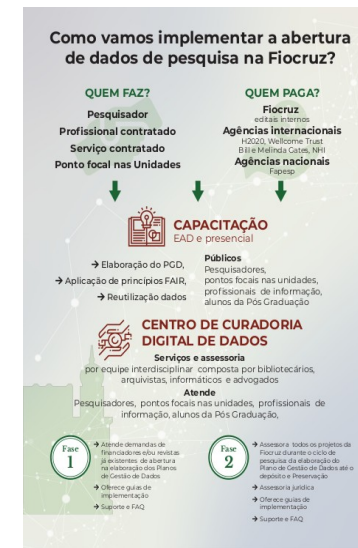 Como vamos implementar a abertura
de dados de pesquisa na Fiocruz?
QUEM FAZ?
Pesquisador
Profissional contratado
Serviço contratado
Ponto focal nas Unidades
QUEM PAGA?
Fiocruz
editais internos
Agências internacionais
H2020, Wellcome Trust
Bill e Melinda Gates, NHI
Agências nacionais
Fapesp
CAPACITAÇÃO
EAD e presencial
→ Elaboração do PGD,
→ Aplicação de princípios FAIR,
→ Reutilização dados
Públicos
Pesquisadores,
pontos focais nas unidades,
profissionais de informação,
alunos da Pós Graduação
CENTRO DE CURADORIA
DIGITAL DE DADOS
Serviços e assessoria
por equipe interdisciplinar composta por bibliotecários,
arquivistas, informáticos e advogados
Atende
Pesquisadores, pontos focais nas unidades, profissionais de
informação, alunos da Pós Graduação,
Fase
1
→ Atende demandas de
financiadores e/ou revistas
já existentes de abertura
na elaboração dos Planos
de Gestão de Dados
→ Oferece guias de
implementação
→ Suporte e FAQ
Fase
2
→ Assessora todos os projetos da
Fiocruz durante o ciclo de
pesquisa da elaboração do
Plano de Gestão de Dados até o
depósito e Preservação
→ Assessoria jurídica
→ Oferece guias de
implementação
→ Suporte e FAQ